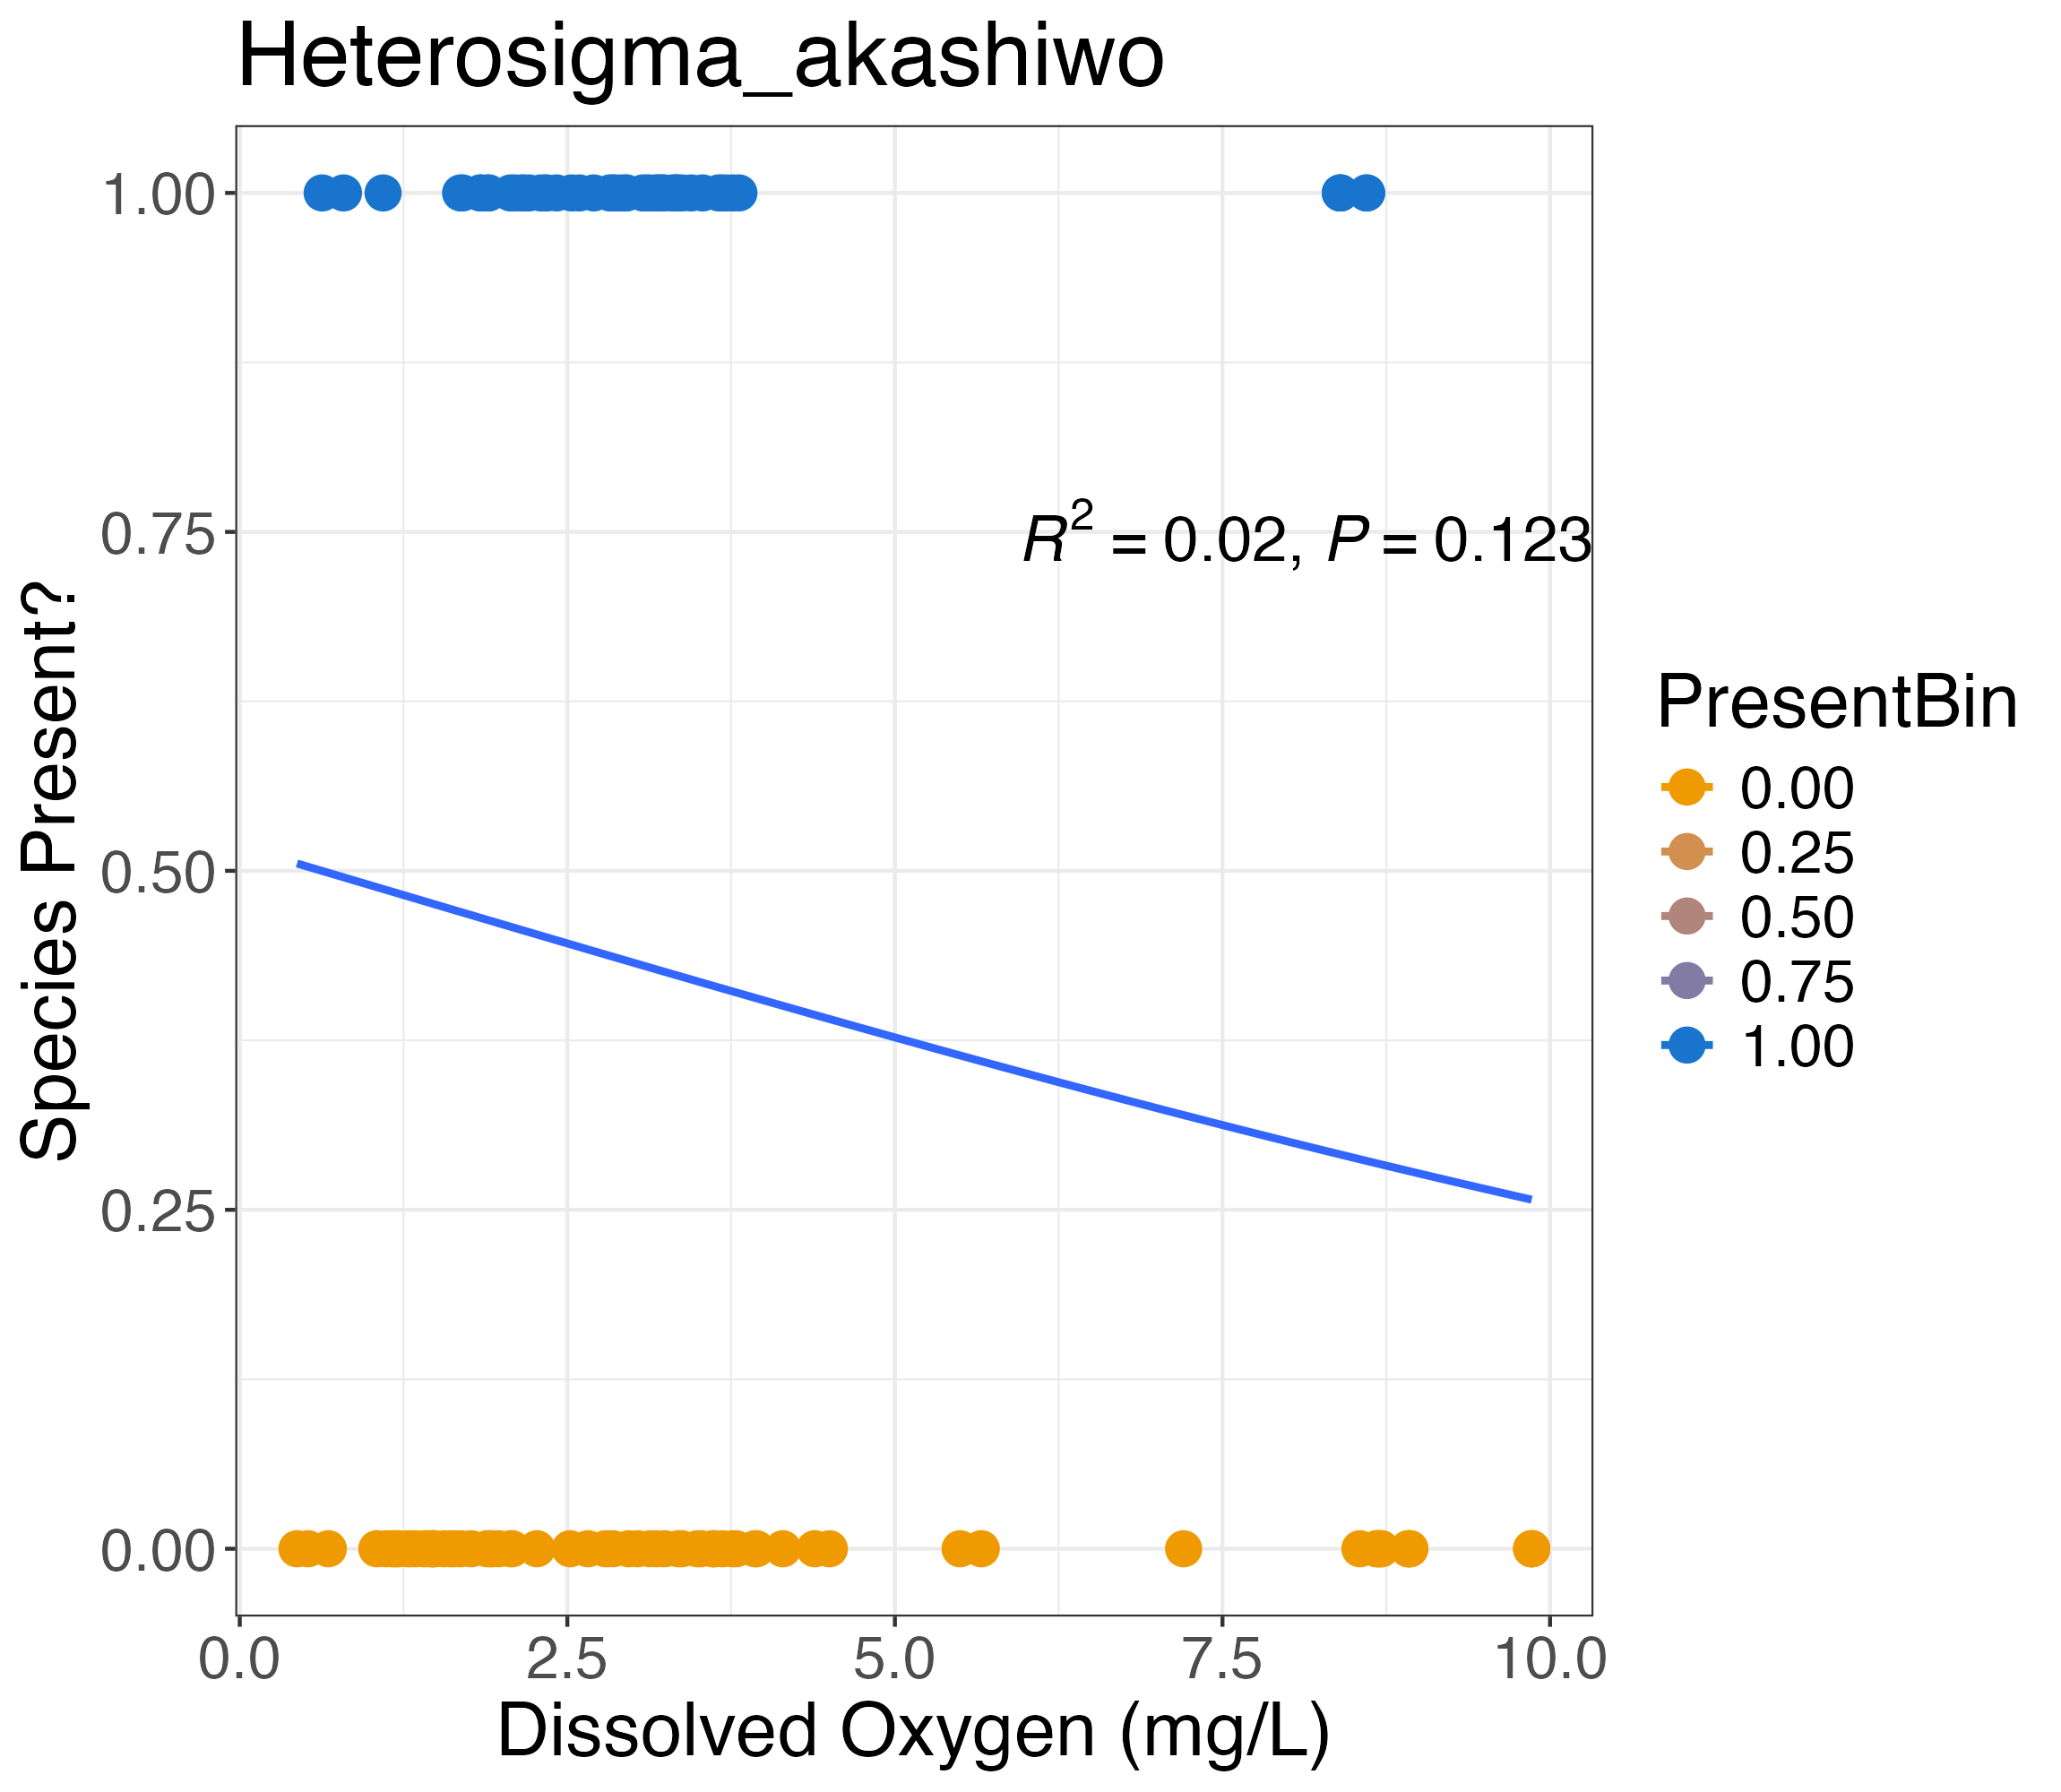 Heterosigma_akashiwo
1.00
0.75
0.50
0.25
0.00
Species Present?
R² = 0.02, P = 0.123
0.0 2.5 5.0 7.5 10.0
Dissolved Oxygen (mg/L)
PresentBin
0.00
0.25
0.50
0.75
1.00